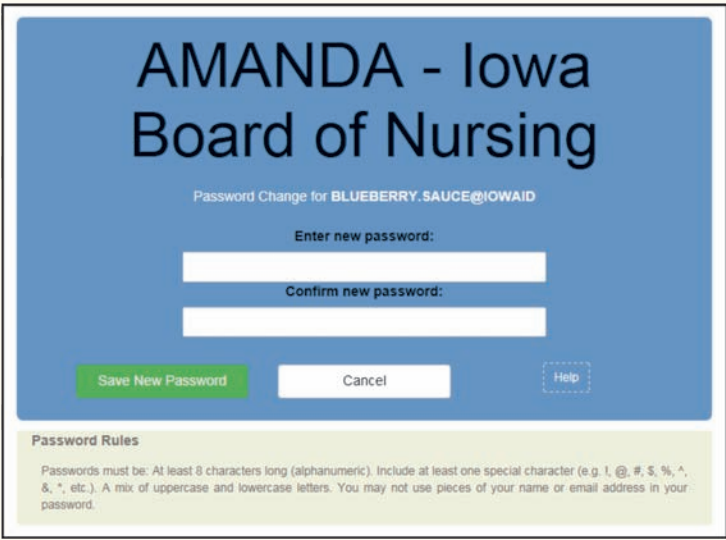 AMANDA - Iowa
Board of Nursing
Password Change for BLUEBERRY.SAUCE@IOWAID
Enter new password:
Confirm new password:
Save New Password
Cancel
Help
Password Rules
Passwords must be: At least 8 characters long (alphanumeric). Include at least one special character (e.g. !, @, #, $, %, ^,
&, *, etc.). A mix of uppercase and lowercase letters. You may not use pieces of your name or email address in your
password.